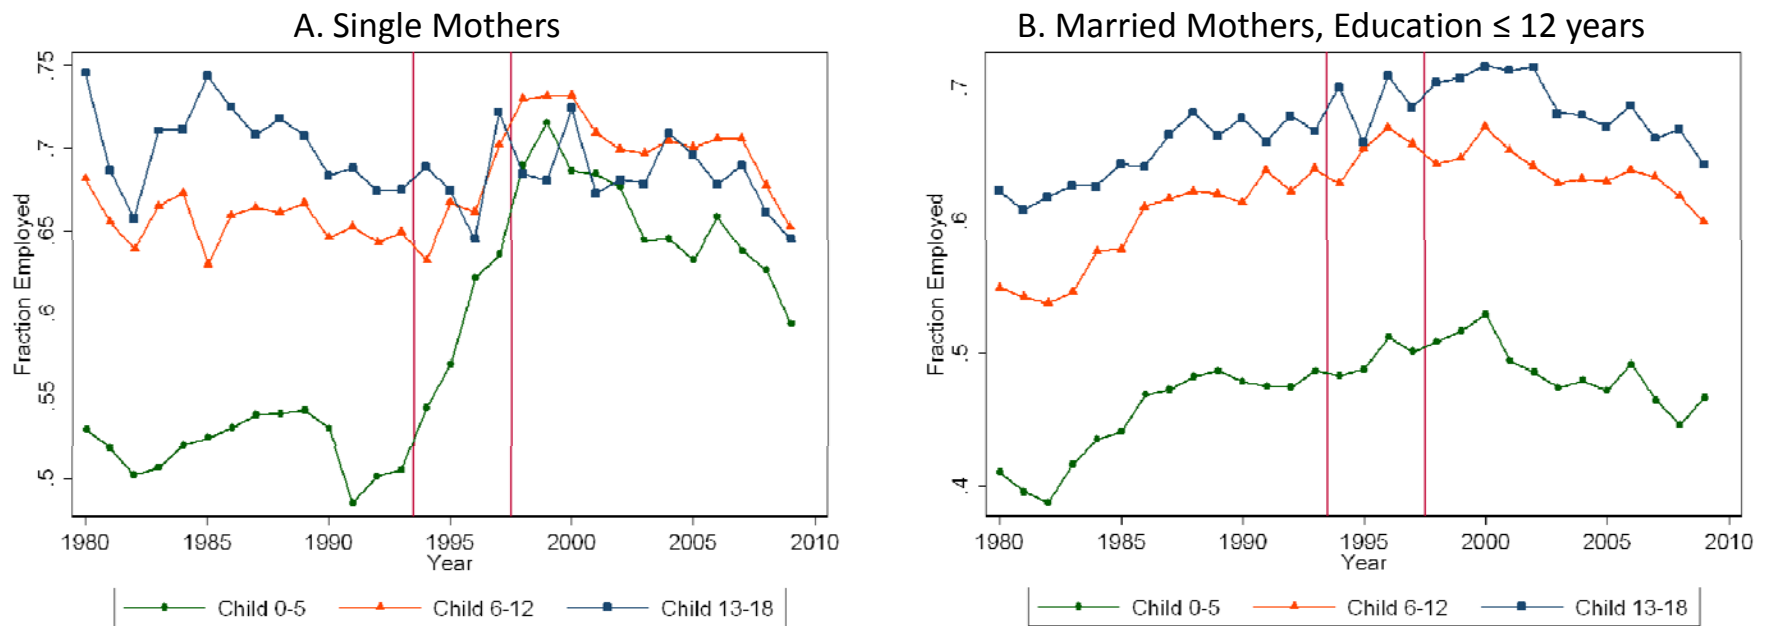 A. Single Mothers
Fraction Employed
.75
.7
.65
.6
.55
.5
1980 1985 1990 1995 2000 2005 2010
Year
Child 0-5 Child 6-12 Child 13-18
B. Married Mothers, Education ≤ 12 years
Fraction Employed
.7
.6
.5
.4
1980 1985 1990 1995 2000 2005 2010
Year
Child 0-5 Child 6-12 Child 13-18